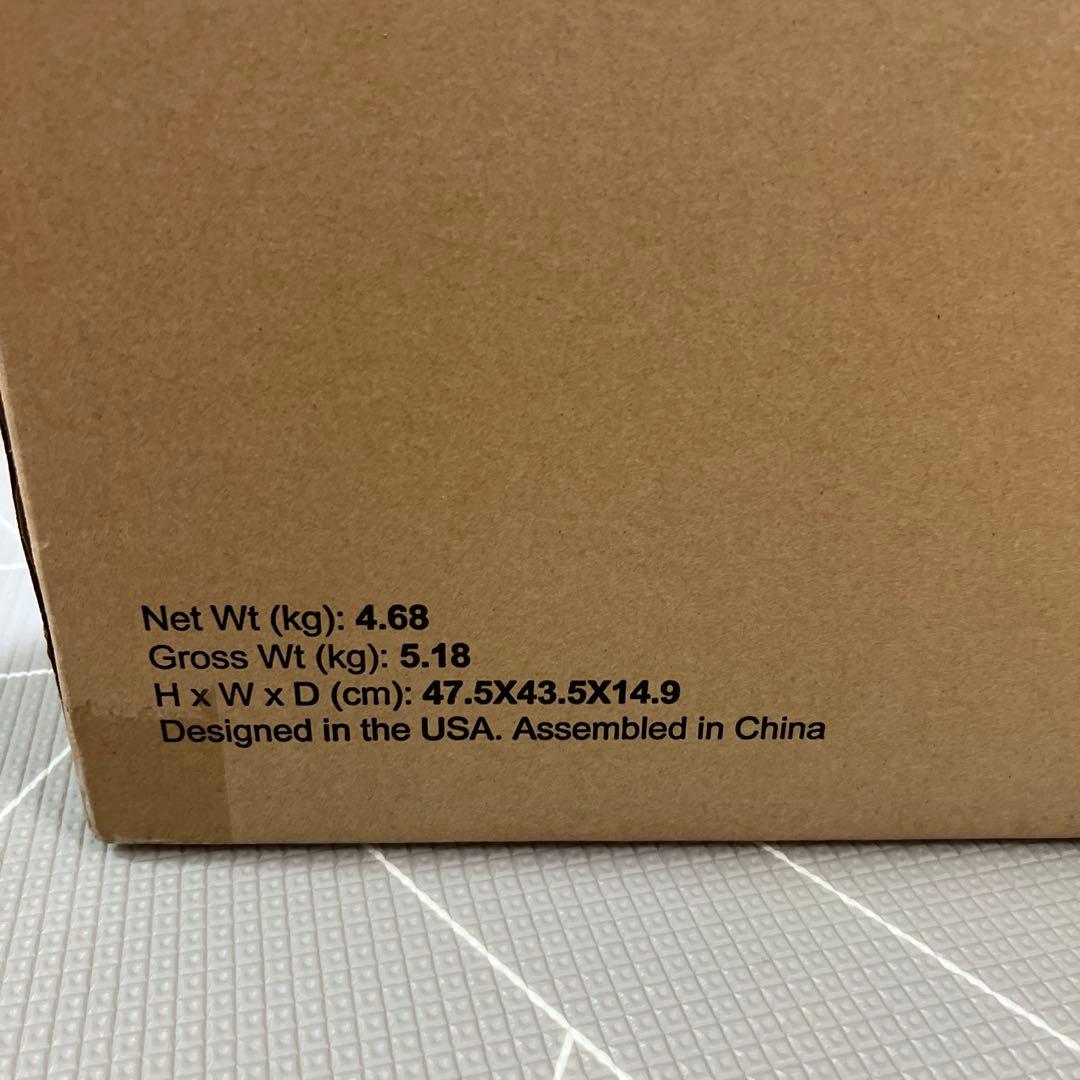 Net Wt (kg): 4.68
Gross Wt (kg): 5.18
H x W x D (cm): 47.5X43.5X14.9
Designed in the USA. Assembled in China